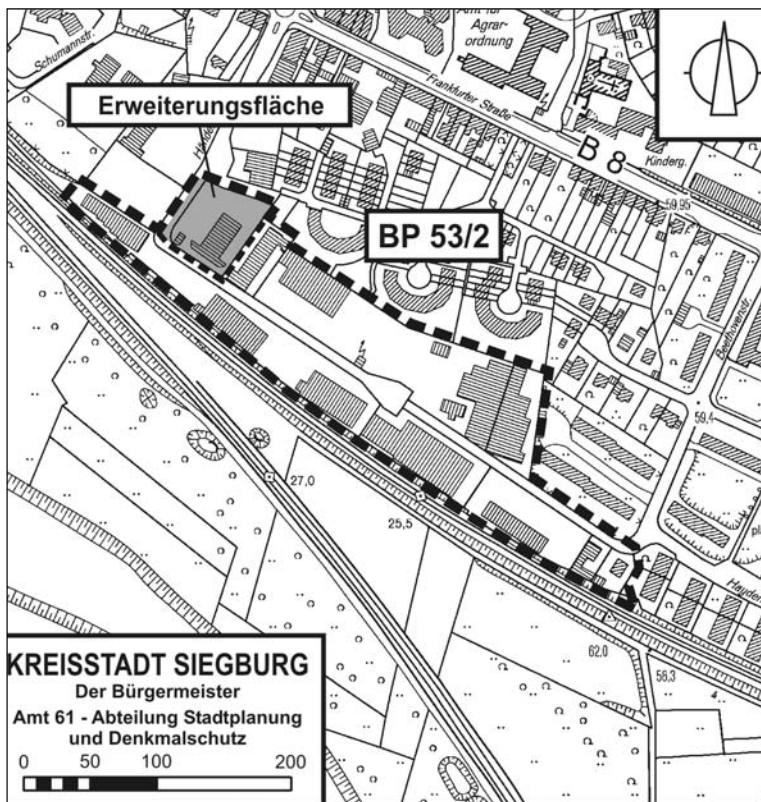 Amt für
Agrar-
ordnung
Schumannstr.
Frankfurter Straße
Erweiterungsfläche
B 8
Kinderg.
59,95
BP 53/2
Beethovenstr.
59,4
27,0
25,5
62,0
58,3
4
KREISSTADT SIEGBURG
Der Bürgermeister
Amt 61 - Abteilung Stadtplanung
und Denkmalschutz
0 50 100 200